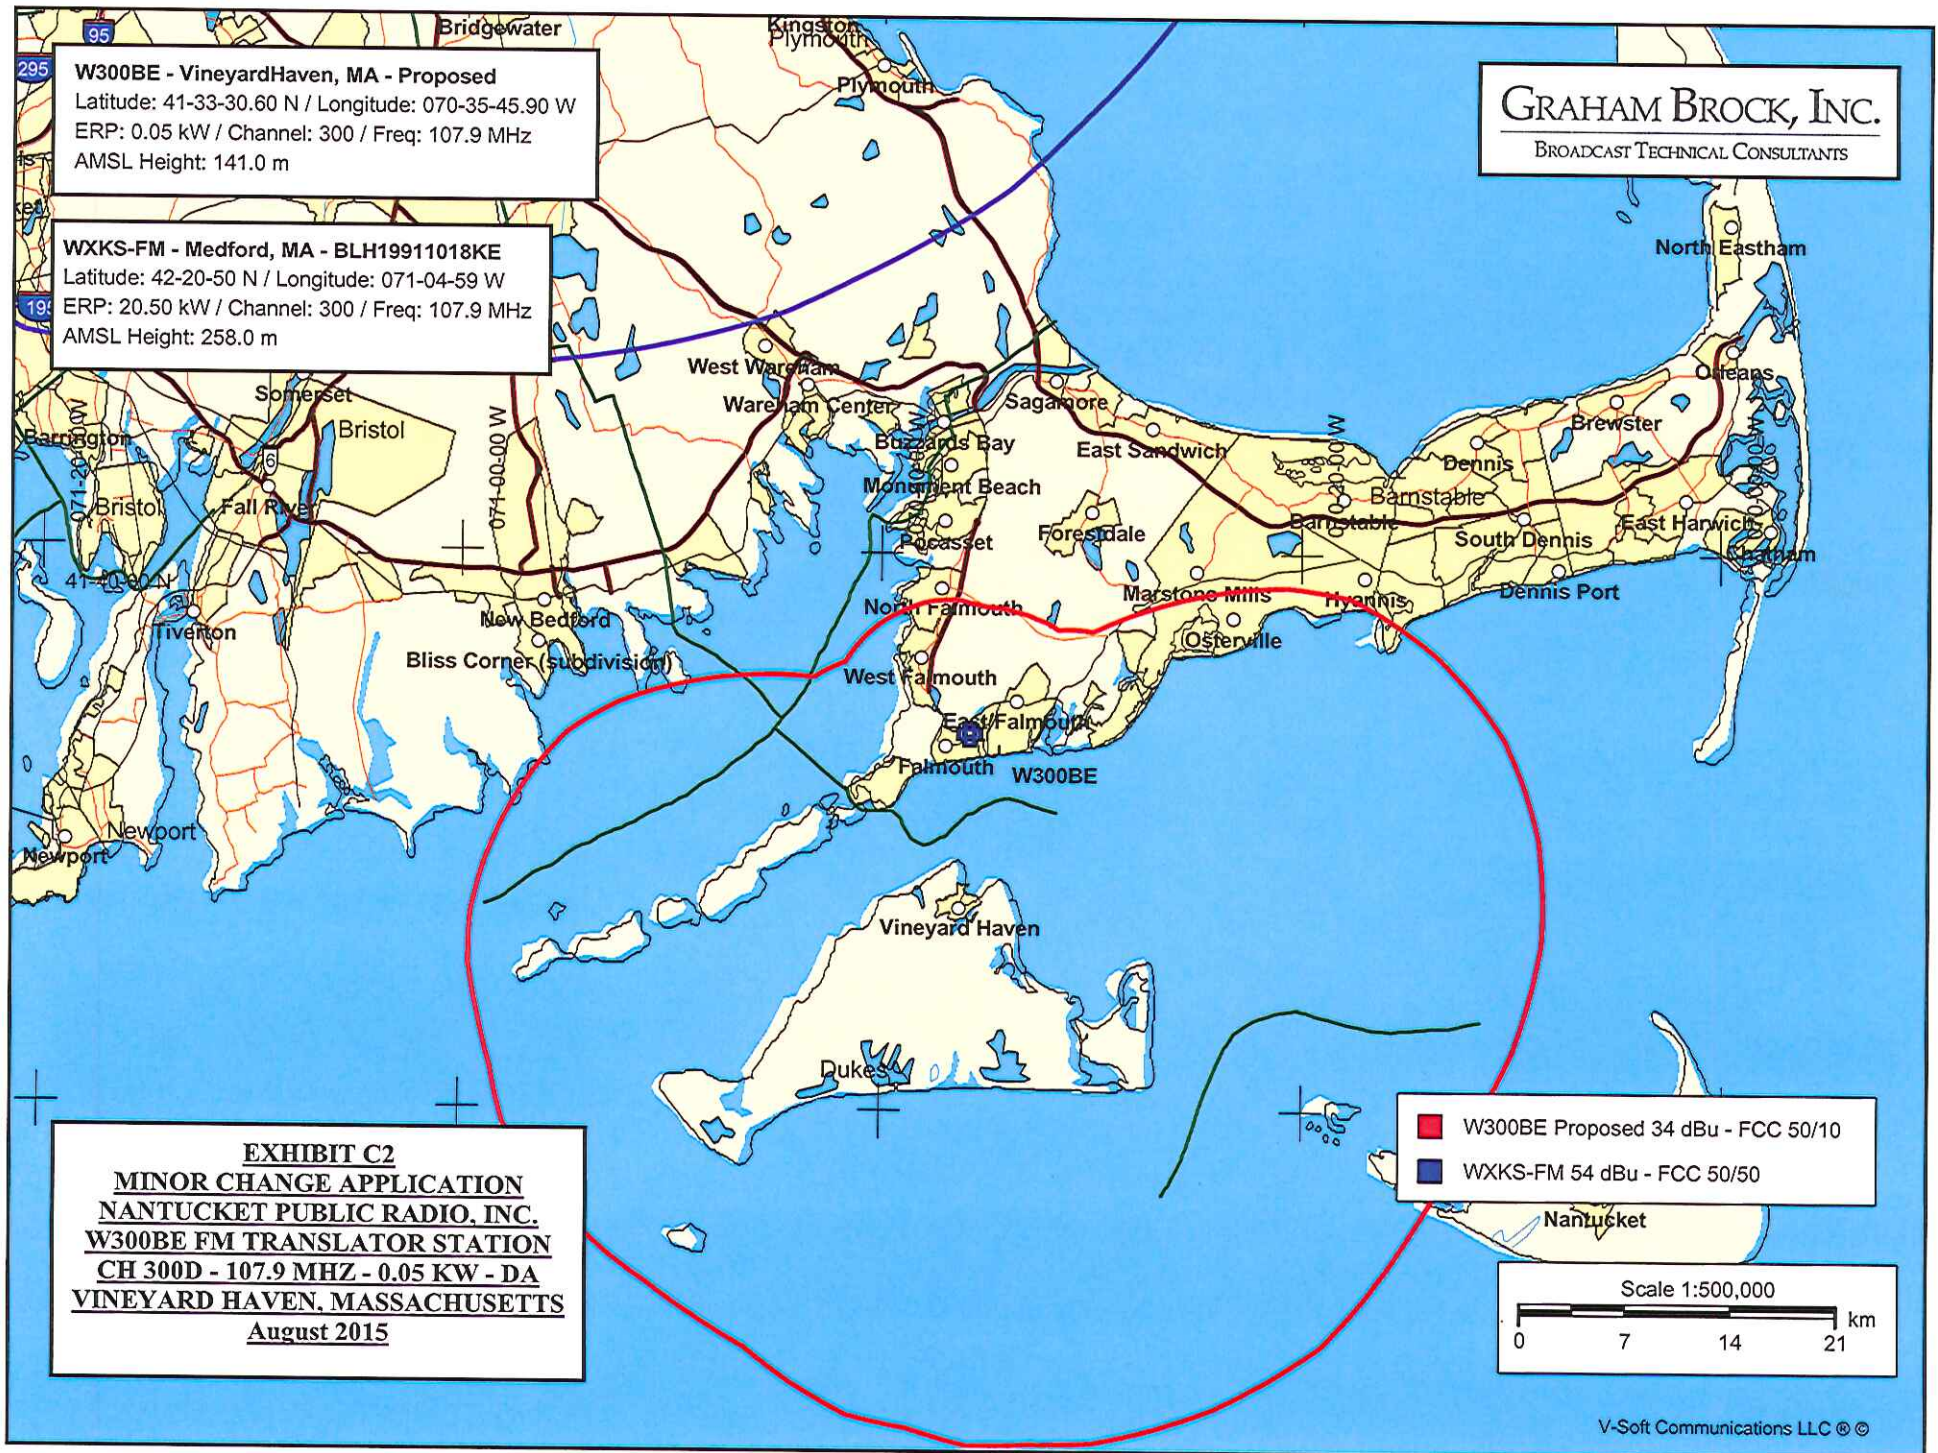 95
295
195
6
Bridgewater
Kingston
Plymouth
Plymouth
W300BE - VineyardHaven, MA - Proposed
Latitude: 41-33-30.60 N / Longitude: 070-35-45.90 W
ERP: 0.05 kW / Channel: 300 / Freq: 107.9 MHz
AMSL Height: 141.0 m
GRAHAM BROCK, INC.
BROADCAST TECHNICAL CONSULTANTS
WXKS-FM - Medford, MA - BLH19911018KE
Latitude: 42-20-50 N / Longitude: 071-04-59 W
ERP: 20.50 kW / Channel: 300 / Freq: 107.9 MHz
AMSL Height: 258.0 m
North Eastham
Orleans
West Wareham
Wareham Center
Somerset
Sagamore
Brewster
Barrington
Bristol
Buzzards Bay
East Sandwich
Dennis
071-20-00 W
071-00-00 W
Monument Beach
Barnstable
Bristol
Fall River
Pocasset
Forestdale
Barnstable
South Dennis
East Harwich
Chatham
41-40-00 N
North Falmouth
Marstons Mills
Hyannis
Dennis Port
Tiverton
New Bedford
Osterville
Bliss Corner (subdivision)
West Falmouth
East Falmouth
Falmouth
W300BE
Newport
Newport
Vineyard Haven
Dukes
Nantucket
W300BE Proposed 34 dBu - FCC 50/10
WXKS-FM 54 dBu - FCC 50/50
EXHIBIT C2
MINOR CHANGE APPLICATION
NANTUCKET PUBLIC RADIO, INC.
W300BE FM TRANSLATOR STATION
CH 300D - 107.9 MHZ - 0.05 KW - DA
VINEYARD HAVEN, MASSACHUSETTS
August 2015
Scale 1:500,000
km
0 7 14 21
V-Soft Communications LLC ® ©